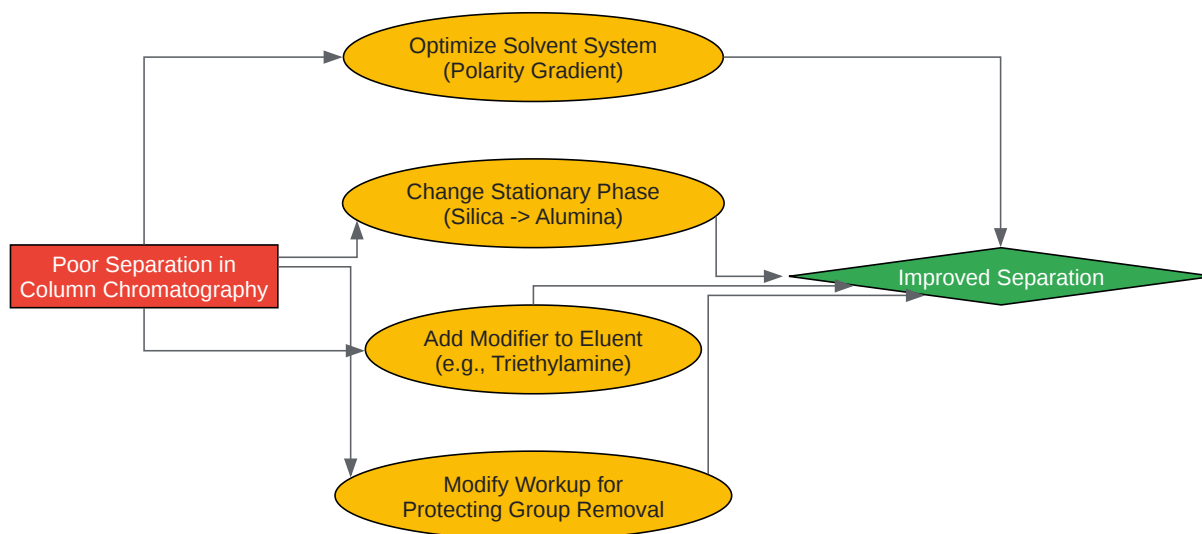 Optimize Solvent System
(Polarity Gradient)
Change Stationary Phase
(Silica -> Alumina)
Poor Separation in
Column Chromatography
Improved Separation
Add Modifier to Eluent
(e.g., Triethylamine)
Modify Workup for
Protecting Group Removal